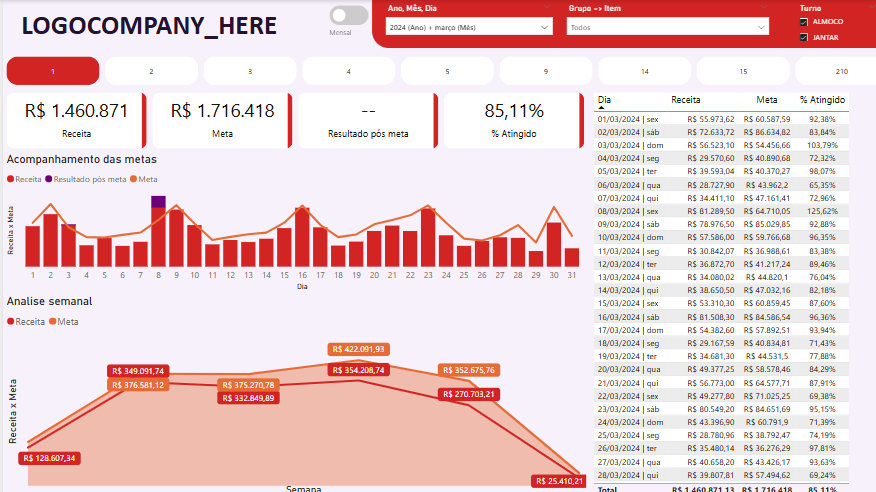 LOGOCOMPANY_HERE
Mensal
Ano, Mês, Dia
2024 (Ano) + março (Mês)
Grupo -> Item
Todos
Turno
ALMOCO
JANTAR
1 2 3 4 5 9 14 15 210
R$ 1.460.871
Receita
R$ 1.716.418
Meta
--
Resultado pós meta
85,11%
% Atingido
Acompanhamento das metas
Receita Resultado pós meta Meta
Receita x Meta
1 2 3 4 5 6 7 8 9 10 11 12 13 14 15 16 17 18 19 20 21 22 23 24 25 26 27 28 29 30 31
Dia
Analise semanal
Receita Meta
Receita x Meta
R$ 128.607,34
R$ 349.091,74
R$ 376.581,12
R$ 375.270,78
R$ 332.849,89
R$ 422.091,93
R$ 354.208,74
R$ 352.675,76
R$ 270.703,21
R$ 25.410,21
Semana
Dia Receita Meta % Atingido
01/03/2024 | sex R$ 55.973,62 R$ 60.587,59 92,38%
02/03/2024 | sáb R$ 72.633,72 R$ 86.634,82 83,84%
03/03/2024 | dom R$ 56.523,10 R$ 54.456,66 103,79%
04/03/2024 | seg R$ 29.570,60 R$ 40.890,68 72,32%
05/03/2024 | ter R$ 39.593,04 R$ 40.370,27 98,07%
06/03/2024 | qua R$ 28.727,90 R$ 43.962,2 65,35%
07/03/2024 | qui R$ 34.411,10 R$ 47.161,41 72,96%
08/03/2024 | sex R$ 81.289,50 R$ 64.710,05 125,62%
09/03/2024 | sáb R$ 78.976,50 R$ 85.029,85 92,88%
10/03/2024 | dom R$ 57.586,00 R$ 59.766,68 96,35%
11/03/2024 | seg R$ 30.842,07 R$ 36.988,61 83,38%
12/03/2024 | ter R$ 36.872,70 R$ 41.217,24 89,46%
13/03/2024 | qua R$ 34.080,02 R$ 44.820,1 76,04%
14/03/2024 | qui R$ 38.650,50 R$ 47.032,16 82,18%
15/03/2024 | sex R$ 53.310,30 R$ 60.859,45 87,60%
16/03/2024 | sáb R$ 81.508,30 R$ 84.586,54 96,36%
17/03/2024 | dom R$ 54.382,60 R$ 57.892,51 93,94%
18/03/2024 | seg R$ 29.167,59 R$ 40.834,81 71,43%
19/03/2024 | ter R$ 34.681,30 R$ 44.531,5 77,88%
20/03/2024 | qua R$ 49.377,25 R$ 58.578,46 84,29%
21/03/2024 | qui R$ 56.773,00 R$ 64.577,71 87,91%
22/03/2024 | sex R$ 49.277,80 R$ 71.025,25 69,38%
23/03/2024 | sáb R$ 80.549,20 R$ 84.651,69 95,15%
24/03/2024 | dom R$ 43.396,90 R$ 60.791,9 71,39%
25/03/2024 | seg R$ 28.780,96 R$ 38.792,47 74,19%
26/03/2024 | ter R$ 35.480,14 R$ 36.276,29 97,81%
27/03/2024 | qua R$ 40.658,20 R$ 43.426,17 93,63%
28/03/2024 | qui R$ 39.807,81 R$ 57.494,62 69,24%
Total R$ 1.460.871,13 R$ 1.716.418 85,11%